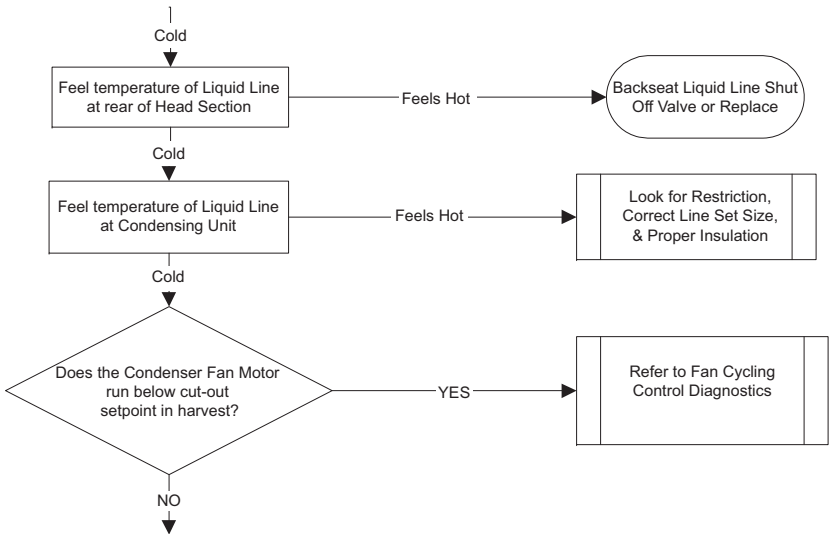 Cold
Feel temperature of Liquid Line
at rear of Head Section
Feels Hot
Backseat Liquid Line Shut
Off Valve or Replace
Cold
Feel temperature of Liquid Line
at Condensing Unit
Feels Hot
Look for Restriction,
Correct Line Set Size,
& Proper Insulation
Cold
Does the Condenser Fan Motor
run below cut-out
setpoint in harvest?
YES
Refer to Fan Cycling
Control Diagnostics
NO